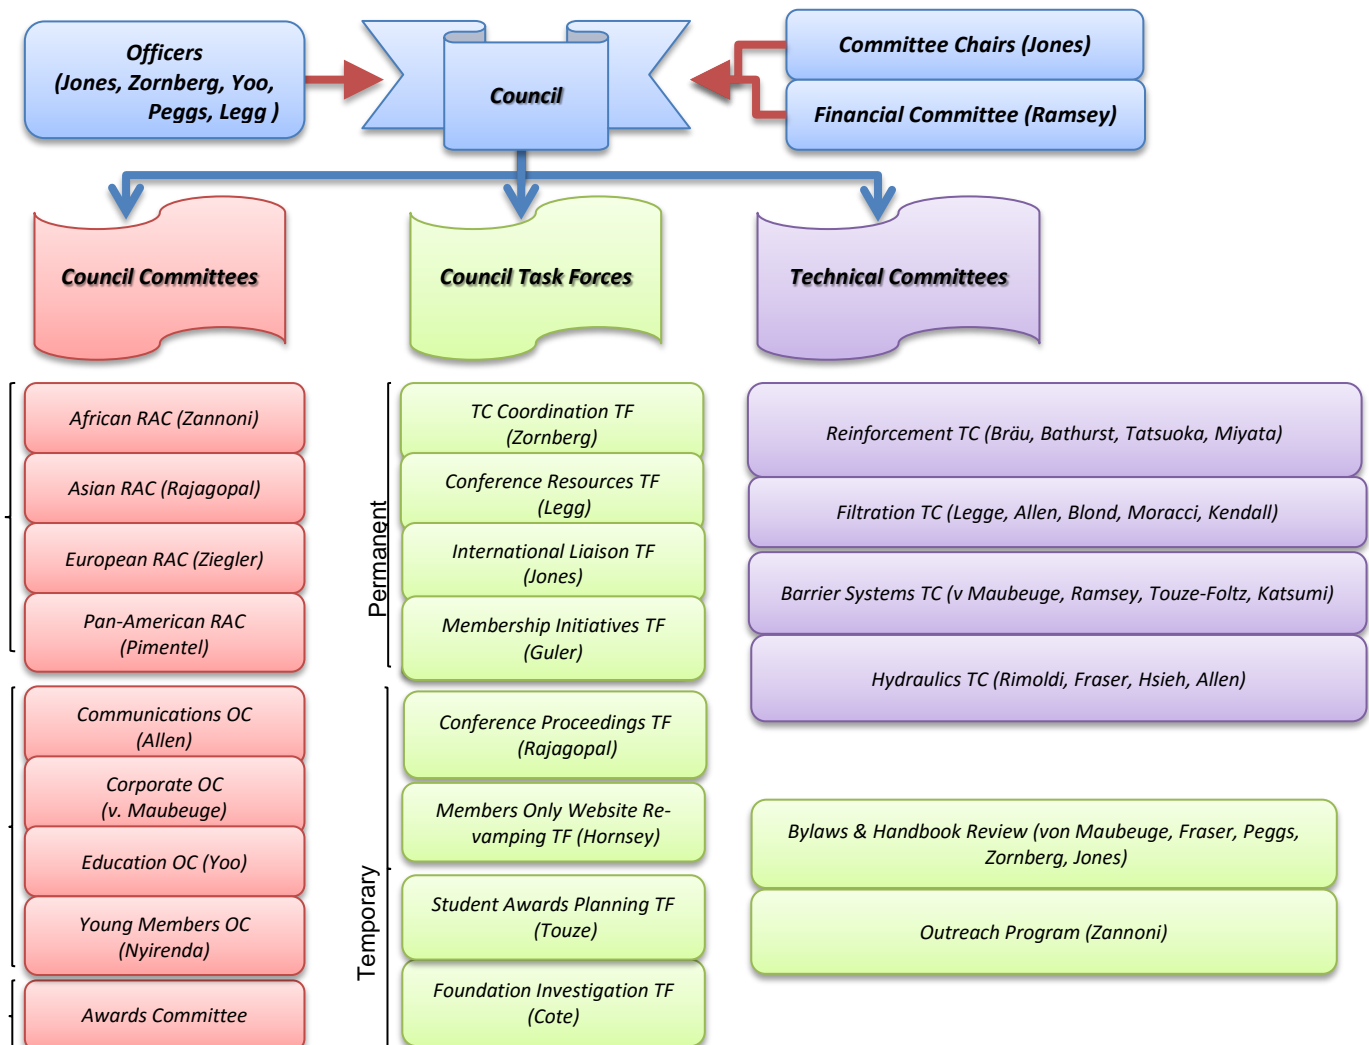 Officers
(Jones, Zornberg, Yoo,
Peggs, Legg )
Council
Committee Chairs (Jones)
Financial Committee (Ramsey)
Council Committees
Council Task Forces
Technical Committees
African RAC (Zannoni)
Asian RAC (Rajagopal)
European RAC (Ziegler)
Pan-American RAC
(Pimentel)
Communications OC
(Allen)
Corporate OC
(v. Maubeuge)
Education OC (Yoo)
Young Members OC
(Nyirenda)
Awards Committee
Permanent
TC Coordination TF
(Zornberg)
Conference Resources TF
(Legg)
International Liaison TF
(Jones)
Membership Initiatives TF
(Guler)
Temporary
Conference Proceedings TF
(Rajagopal)
Members Only Website Re-
vamping TF (Hornsey)
Student Awards Planning TF
(Touze)
Foundation Investigation TF
(Cote)
Reinforcement TC (Bräu, Bathurst, Tatsuoka, Miyata)
Filtration TC (Legge, Allen, Blond, Moracci, Kendall)
Barrier Systems TC (v Maubeuge, Ramsey, Touze-Foltz, Katsumi)
Hydraulics TC (Rimoldi, Fraser, Hsieh, Allen)
Bylaws & Handbook Review (von Maubeuge, Fraser, Peggs,
Zornberg, Jones)
Outreach Program (Zannoni)